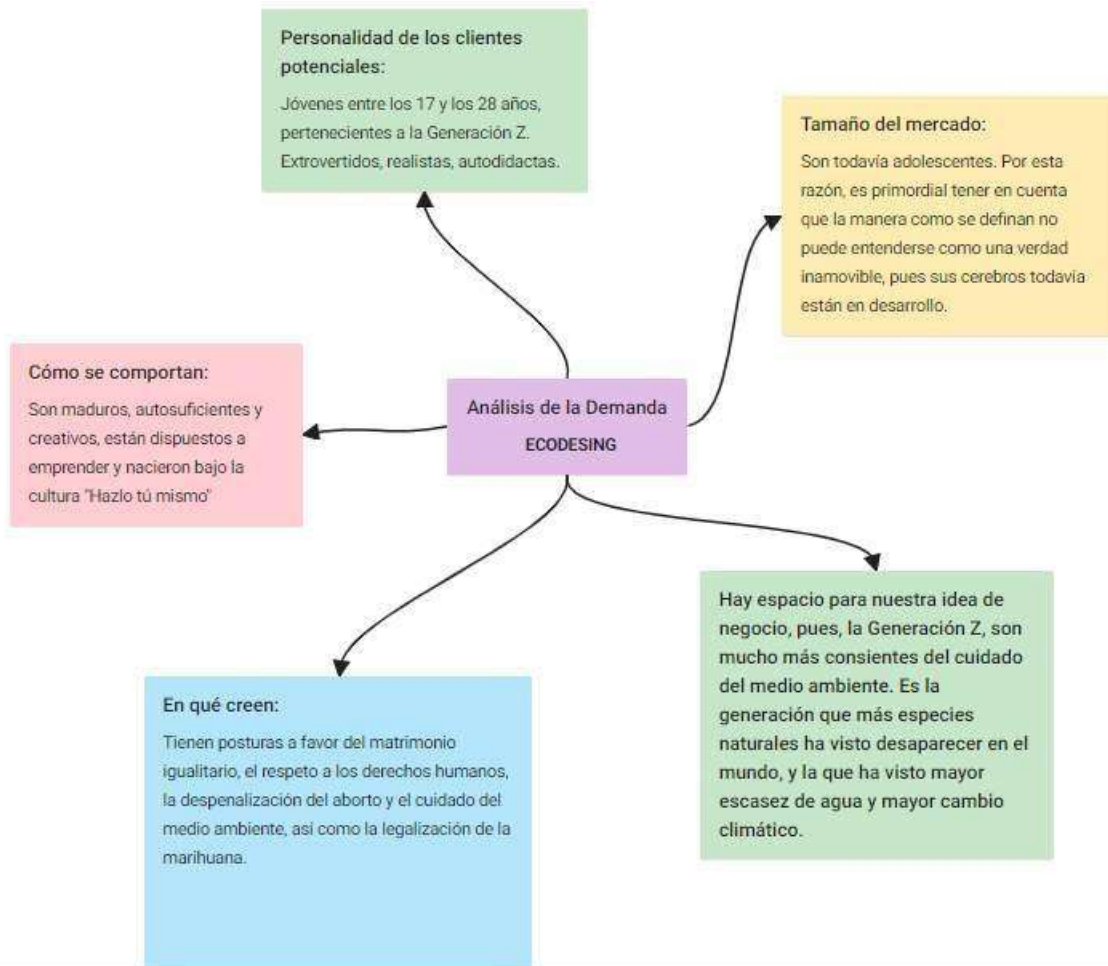 Personalidad de los clientes
potenciales:
Jóvenes entre los 17 y los 28 años,
pertenecientes a la Generación Z.
Extrovertidos, realistas, autodidactas.
Tamaño del mercado:
Son todavía adolescentes. Por esta
razón, es primordial tener en cuenta
que la manera como se definan no
puede entenderse como una verdad
inamovible, pues sus cerebros todavía
están en desarrollo.
Cómo se comportan:
Son maduros, autosuficientes y
creativos, están dispuestos a
emprender y nacieron bajo la
cultura "Hazlo tú mismo"
Análisis de la Demanda
ECODESING
En qué creen:
Tienen posturas a favor del matrimonio
igualitario, el respeto a los derechos humanos,
la despenalización del aborto y el cuidado del
medio ambiente, así como la legalización de la
marihuana.
Hay espacio para nuestra idea de
negocio, pues, la Generación Z, son
mucho más consientes del cuidado
del medio ambiente. Es la
generación que más especies
naturales ha visto desaparecer en el
mundo, y la que ha visto mayor
escasez de agua y mayor cambio
climático.